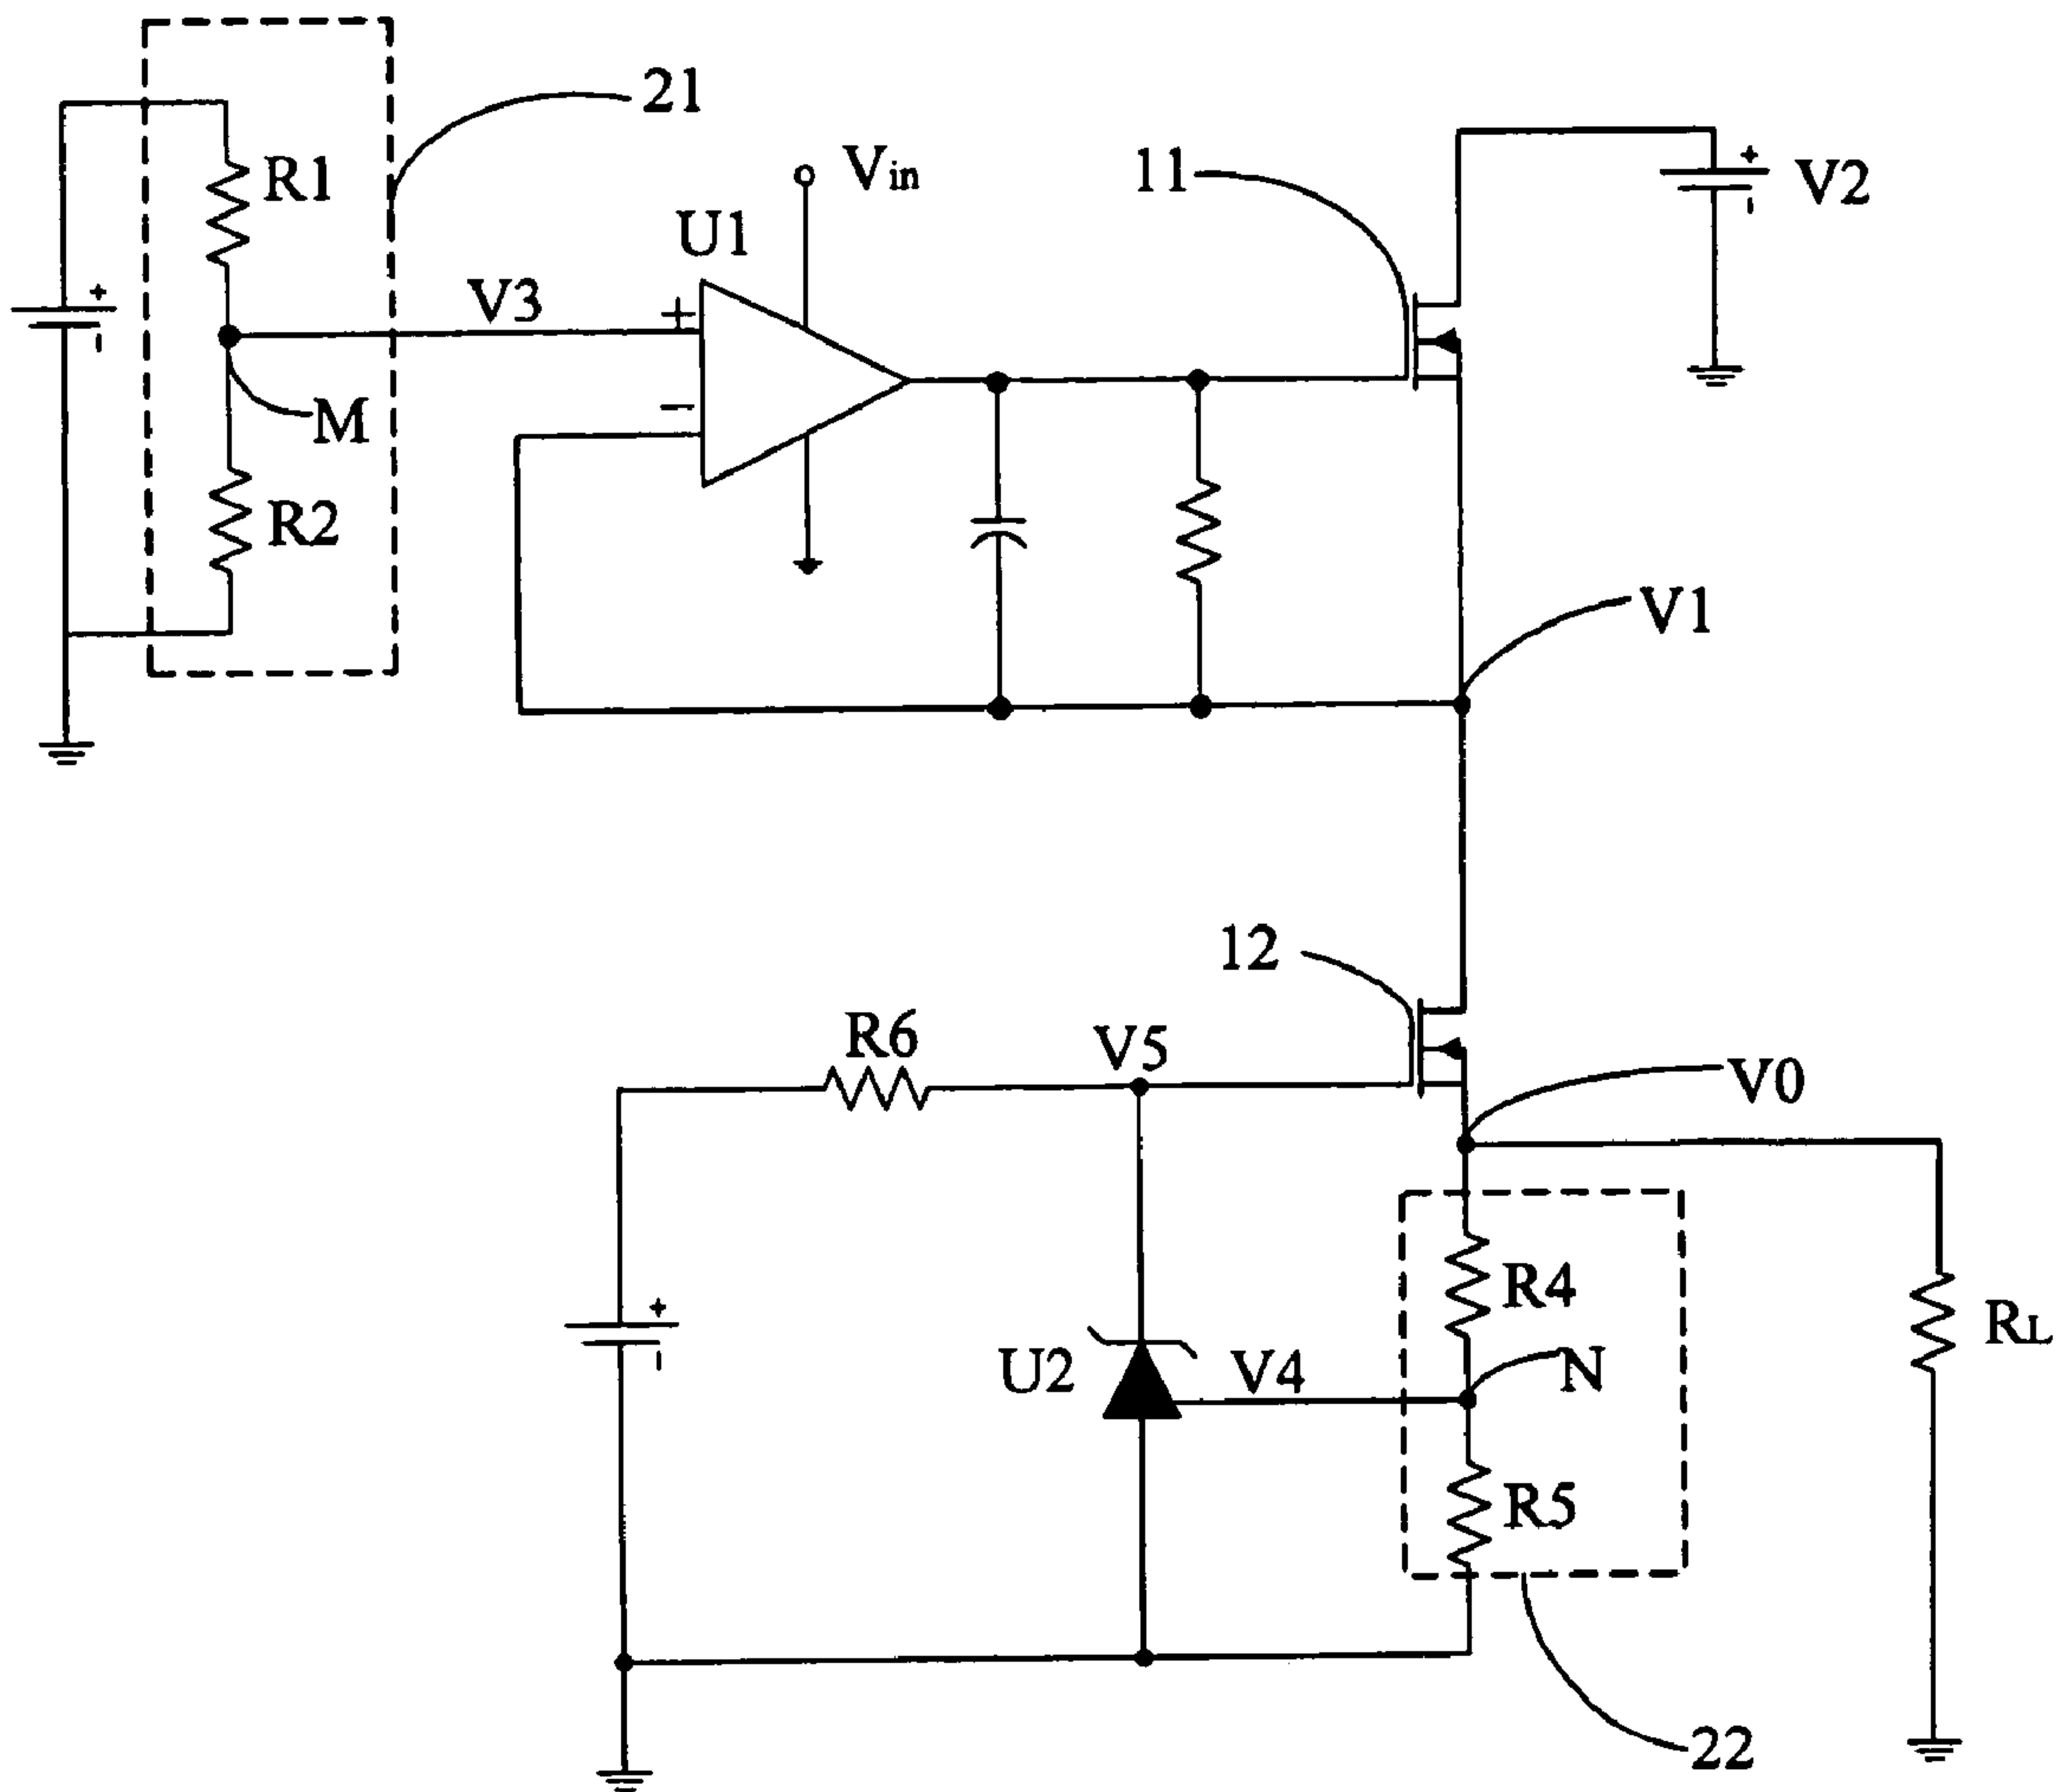 21
R1
Vin
11
V2
U1
V3
+
+
+
-
-
-
M
R2
V1
12
R6
V5
V0
+
-
R4
RL
U2
V4
N
R5
22